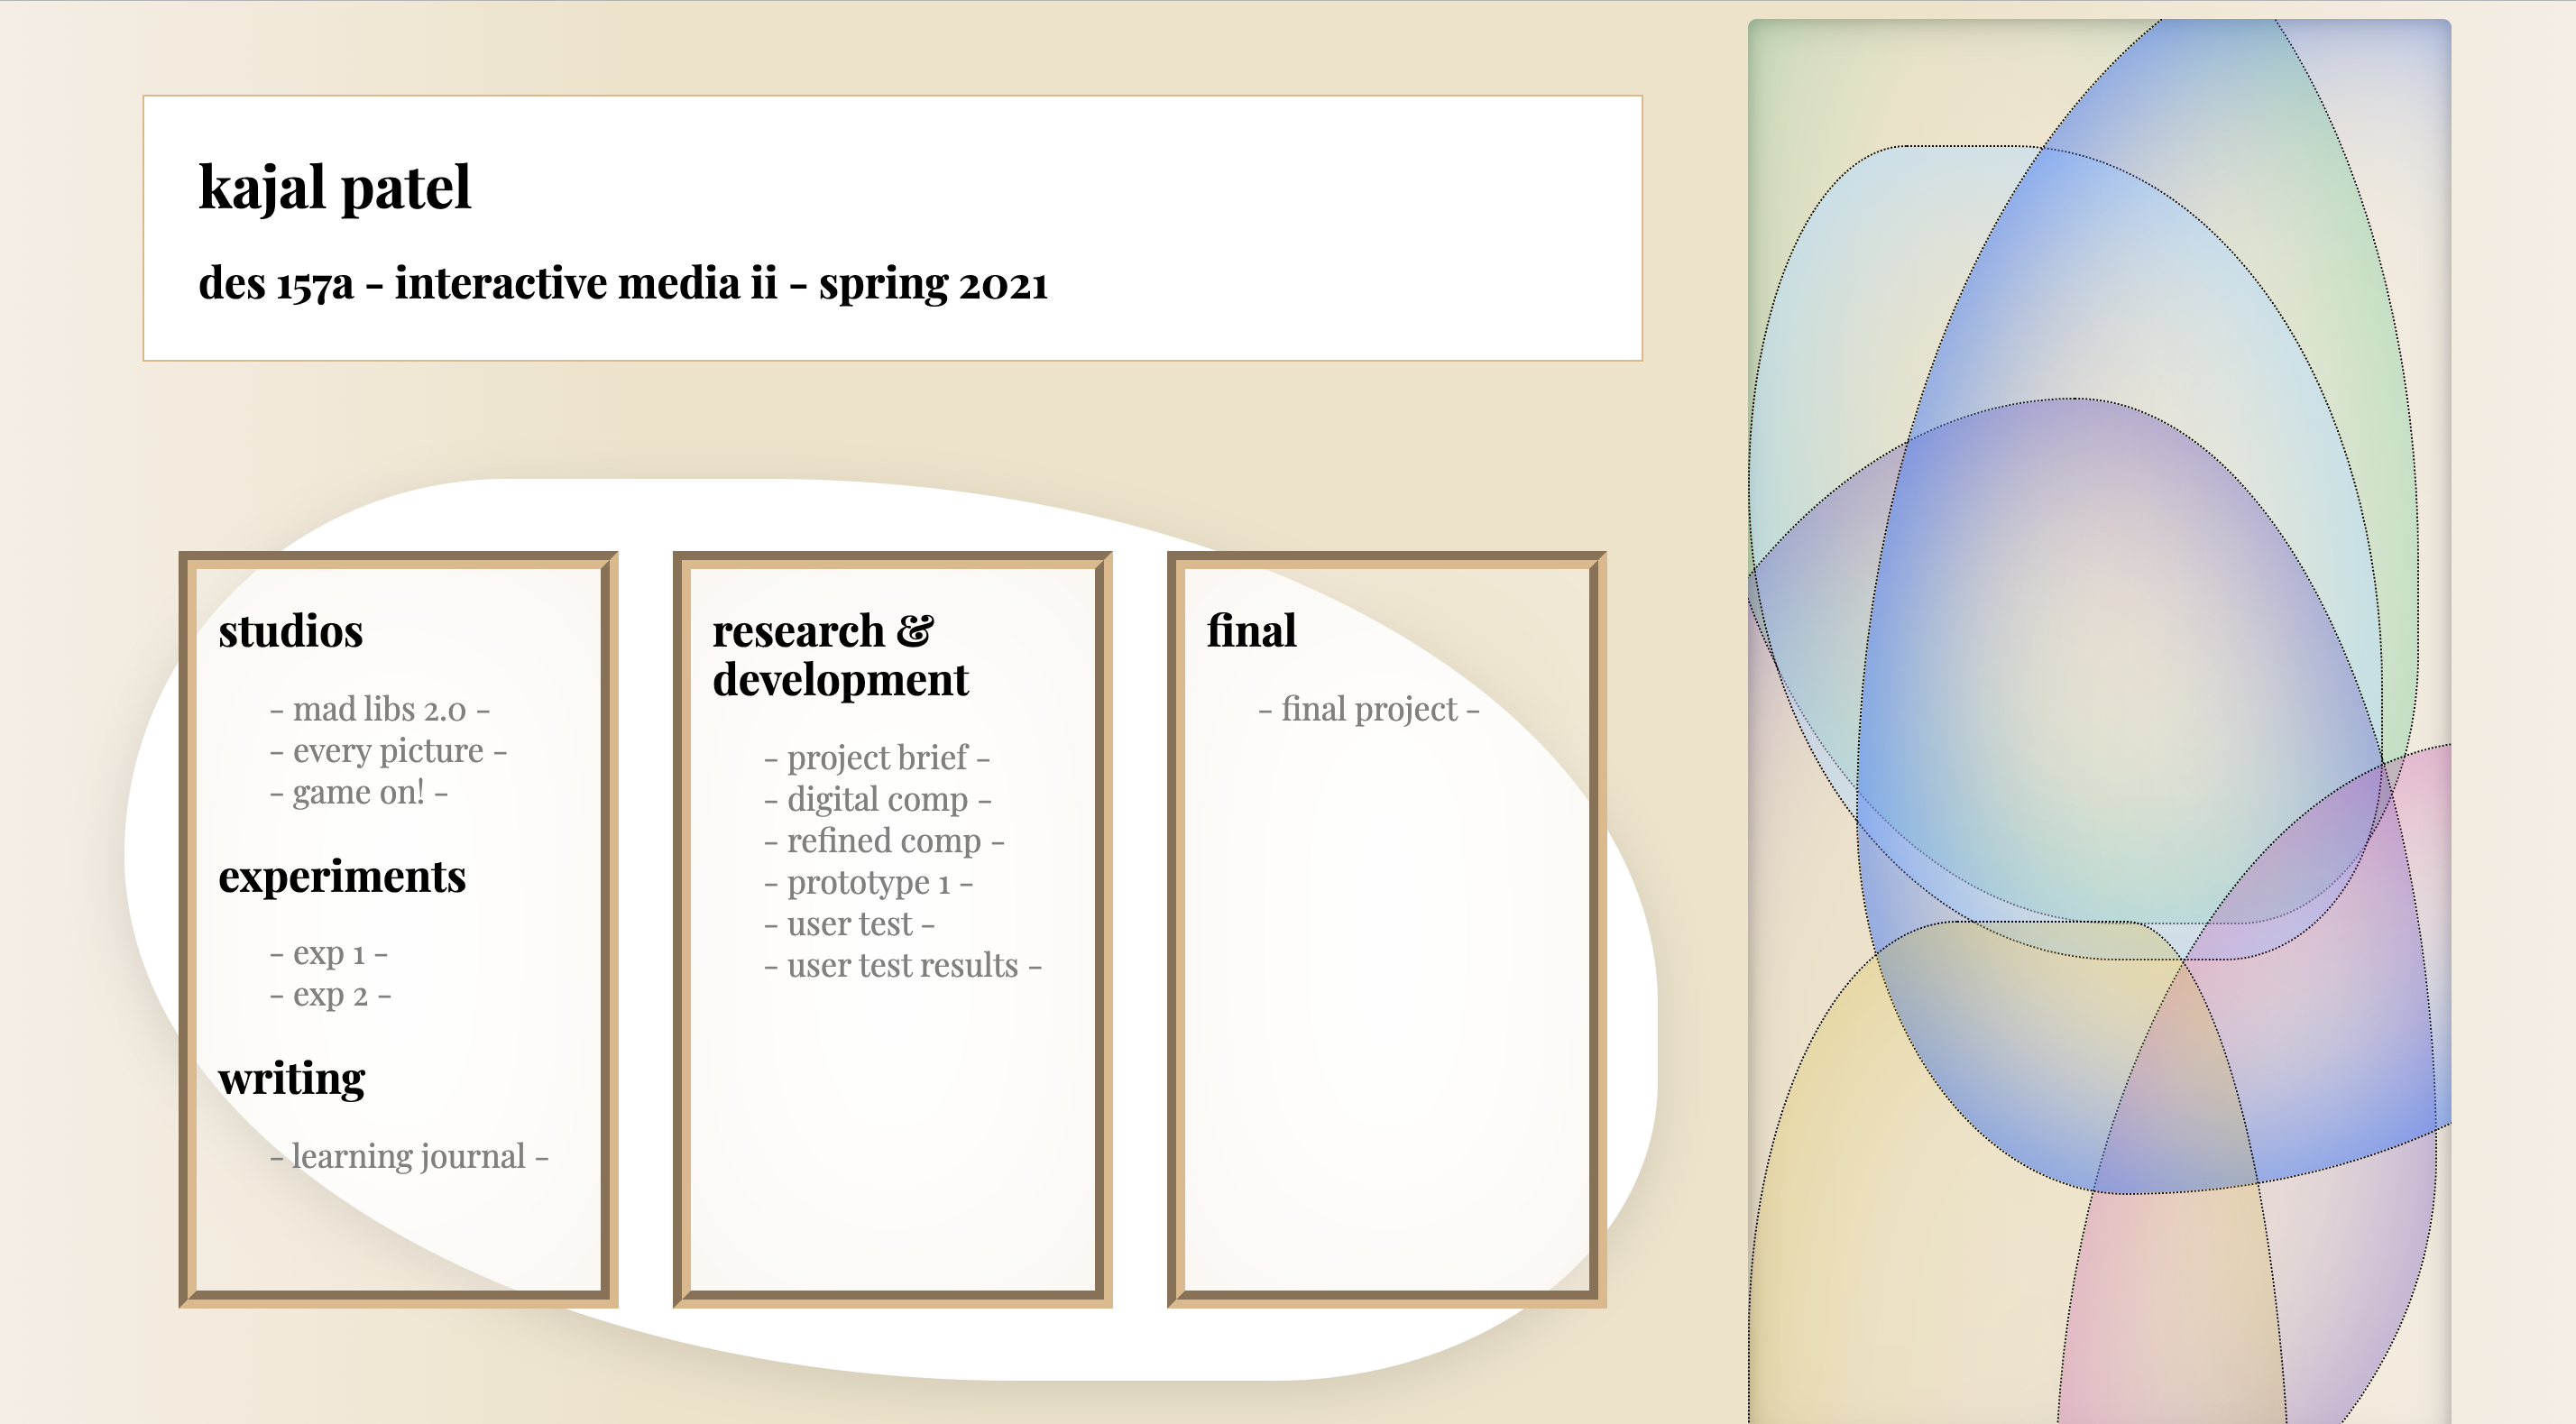 kajal patel
des 157a - interactive media ii - spring 2021
studios
- mad libs 2.0 -
- every picture -
- game on! -
experiments
- exp 1 -
- exp 2 -
writing
- learning journal -
research &
development
- project brief -
- digital comp -
- refined comp -
- prototype 1 -
- user test -
- user test results -
final
- final project -